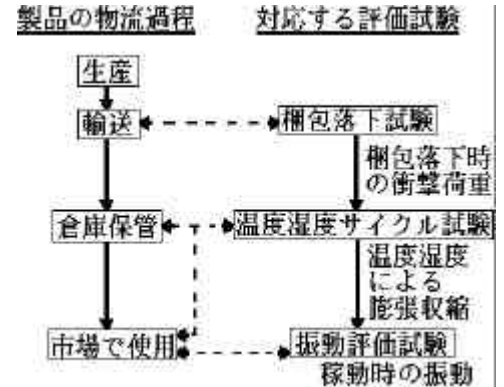 製品の物流過程 対応する評価試験
生産
輸送 梱包落下試験
梱包落下時
の衝撃荷重
倉庫保管 温度湿度サイクル試験
温度湿度
による
膨張収縮
市場で使用 振動評価試験
稼動時の振動